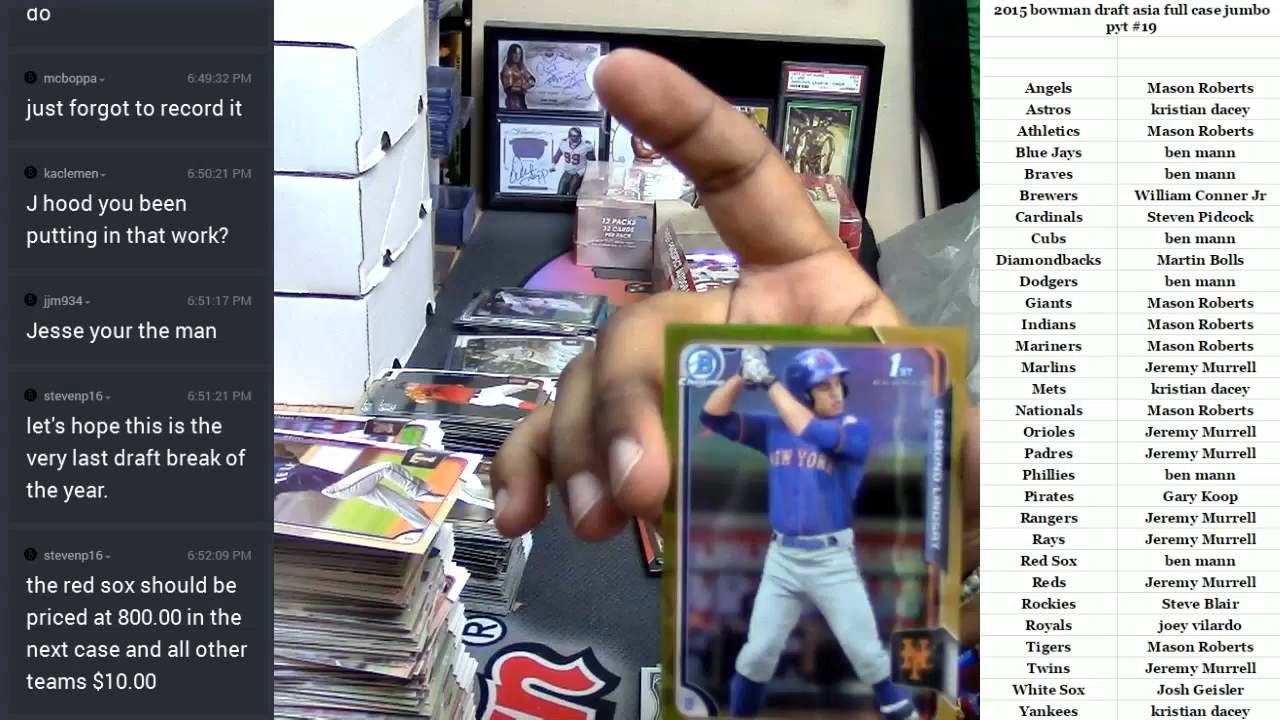 do
mcboppa
6:49:32 PM
just forgot to record it
kaclemen
6:50:21 PM
J hood you been
putting in that work?
jjm934
6:51:17 PM
Jesse your the man
stevenp16
6:51:21 PM
let's hope this is the
very last draft break of
the year.
stevenp16
6:52:09 PM
the red sox should be
priced at 800.00 in the
next case and all other
teams $10.00
99
12 PACKS
32 CARDS
PER PACK
B
Chrome
1ST
NEW YORK
DESMOND LINDSAY
NY
®
2015 bowman draft asia full case jumbo
pyt #19
Angels Mason Roberts
Astros kristian dacey
Athletics Mason Roberts
Blue Jays ben mann
Braves ben mann
Brewers William Conner Jr
Cardinals Steven Pidcock
Cubs ben mann
Diamondbacks Martin Bolls
Dodgers ben mann
Giants Mason Roberts
Indians Mason Roberts
Mariners Mason Roberts
Marlins Jeremy Murrell
Mets kristian dacey
Nationals Mason Roberts
Orioles Jeremy Murrell
Padres Jeremy Murrell
Phillies ben mann
Pirates Gary Koop
Rangers Jeremy Murrell
Rays Jeremy Murrell
Red Sox ben mann
Reds Jeremy Murrell
Rockies Steve Blair
Royals joey vilardo
Tigers Mason Roberts
Twins Jeremy Murrell
White Sox Josh Geisler
Yankees kristian dacey